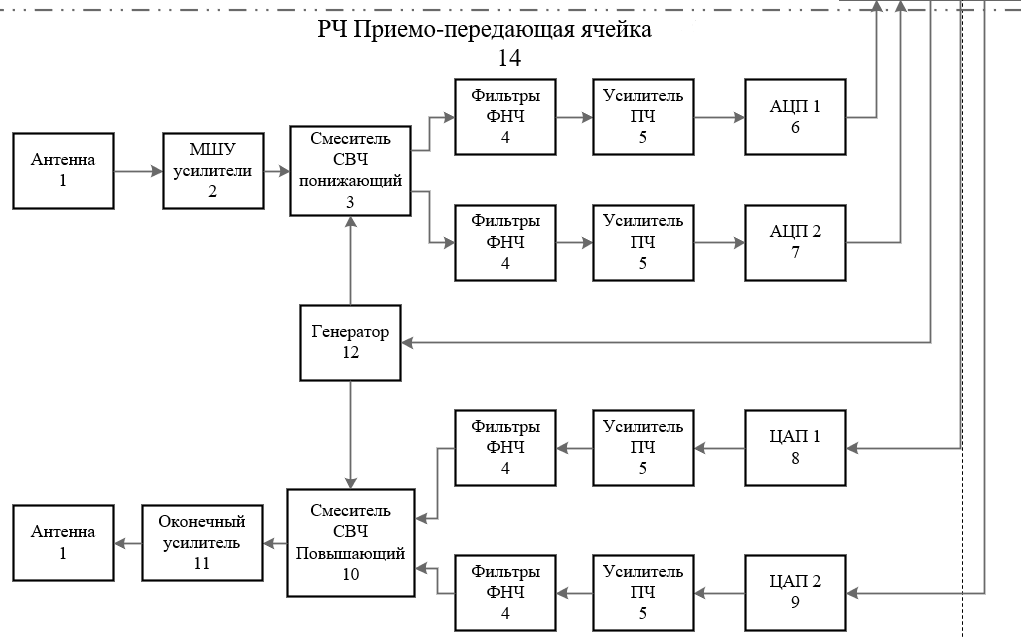 РЧ Приемо-передающая ячейка
14
Фильтры
ФНЧ
4
Усилитель
ПЧ
5
АЦП 1
6
Антенна
1
МШУ
усилители
2
Смеситель
СВЧ
понижающий
3
Фильтры
ФНЧ
4
Усилитель
ПЧ
5
АЦП 2
7
Генератор
12
Фильтры
ФНЧ
4
Усилитель
ПЧ
5
ЦАП 1
8
Антенна
1
Оконечный
усилитель
11
Смеситель
СВЧ
Повышающий
10
Фильтры
ФНЧ
4
Усилитель
ПЧ
5
ЦАП 2
9